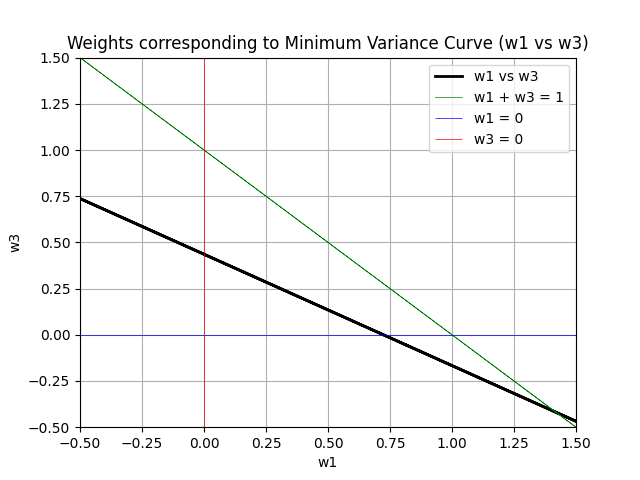 Weights corresponding to Minimum Variance Curve (w1 vs w3)
w1 vs w3
w1 + w3 = 1
w1 = 0
w3 = 0
1.50
1.25
1.00
0.75
0.50
0.25
0.00
−0.25
−0.50
w3
−0.50 −0.25 0.00 0.25 0.50 0.75 1.00 1.25 1.50
w1